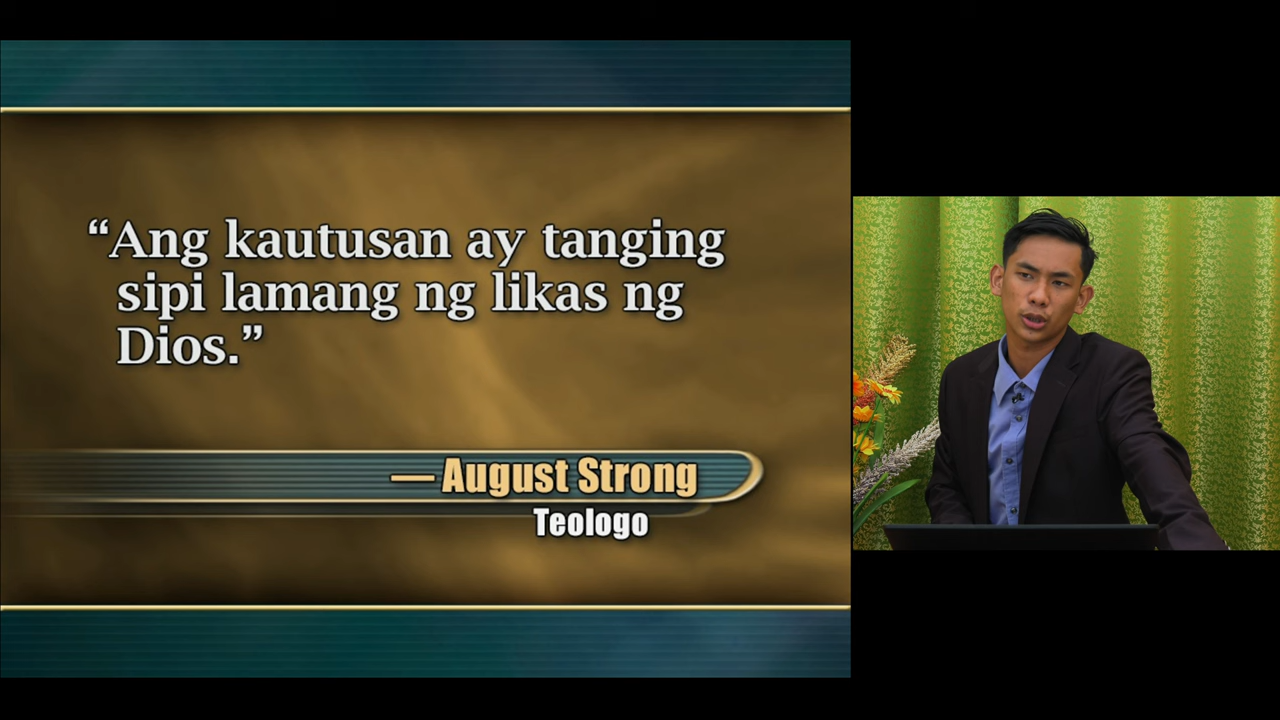 “Ang kautusan ay tanging
sipi lamang ng likas ng
Dios.”
— August Strong
Teologo